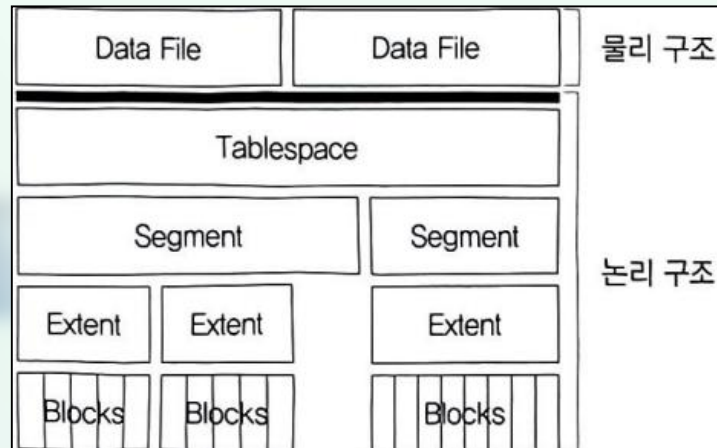 Data File Data File 물리 구조
Tablespace
Segment Segment
논리 구조
Extent Extent Extent
Blocks Blocks Blocks